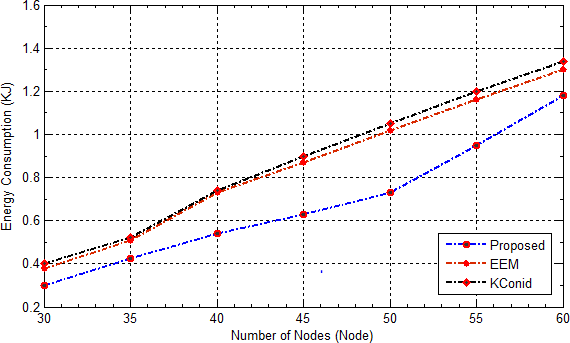 1.6
1.4
1.2
1
0.8
0.6
0.4
0.2
Energy Consumption (KJ)
Proposed
EEM
KConid
30 35 40 45 50 55 60
Number of Nodes (Node)